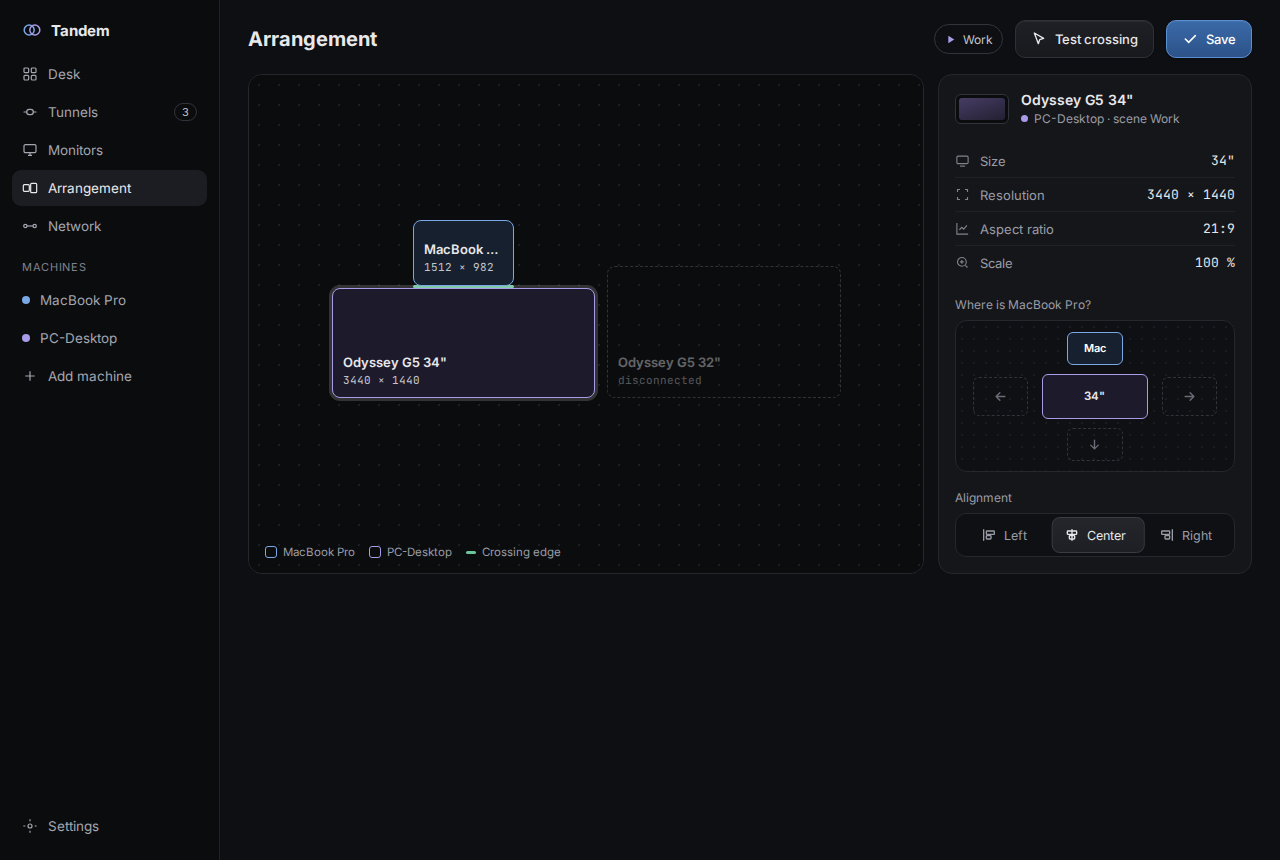 Tandem
Desk
Tunnels
3
Monitors
Arrangement
Network
MACHINES
MacBook Pro
PC-Desktop
Add machine
Settings
Arrangement
Work
Test crossing
Save
MacBook ...
1512 × 982
Odyssey G5 34"
3440 × 1440
Odyssey G5 32"
disconnected
MacBook Pro
PC-Desktop
Crossing edge
Odyssey G5 34"
PC-Desktop · scene Work
Size
34"
Resolution
3440 × 1440
Aspect ratio
21:9
Scale
100 %
Where is MacBook Pro?
Mac
34"
Alignment
Left
Center
Right